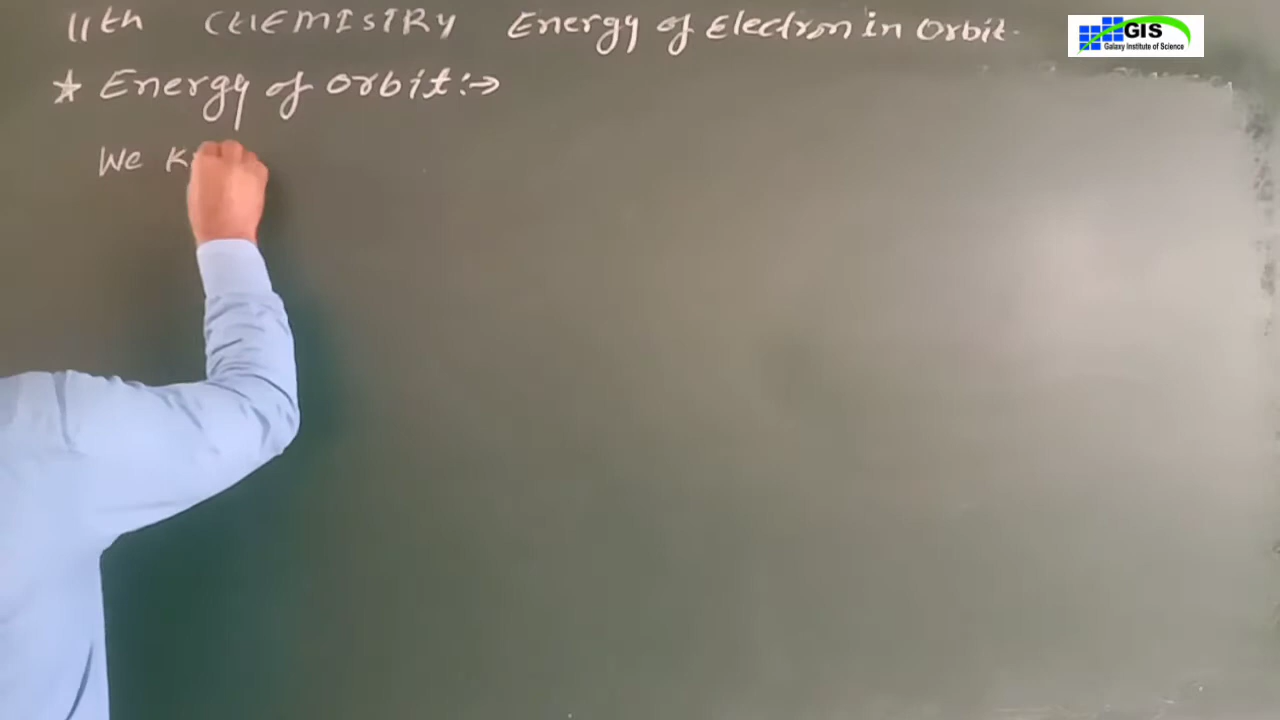 11th CHEMISTRY Energy of Electron in Orbit.
GIS
Galaxy Institute of Science
* Energy of orbit :→
We K